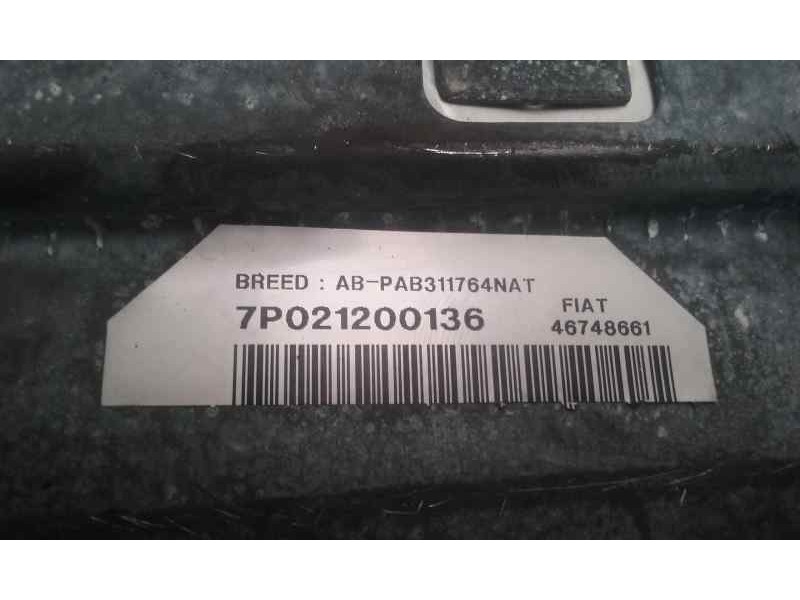 BREED : AB-PAB311764NAT
7P021200136
FIAT
46748661